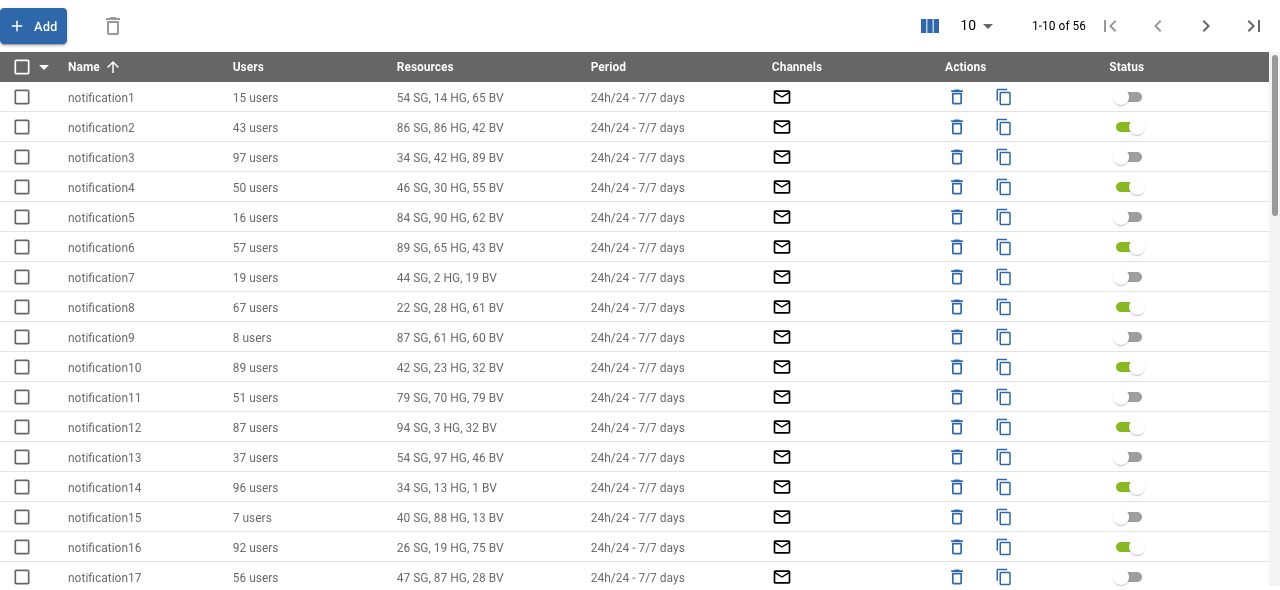 Add 10 1-10 of 56
Name Users Resources Period Channels Actions Status
notification1 15 users 54 SG, 14 HG, 65 BV 24h/24 - 7/7 days
notification2 43 users 86 SG, 86 HG, 42 BV 24h/24 - 7/7 days
notification3 97 users 34 SG, 42 HG, 89 BV 24h/24 - 7/7 days
notification4 50 users 46 SG, 30 HG, 55 BV 24h/24 - 7/7 days
notification5 16 users 84 SG, 90 HG, 62 BV 24h/24 - 7/7 days
notification6 57 users 89 SG, 65 HG, 43 BV 24h/24 - 7/7 days
notification7 19 users 44 SG, 2 HG, 19 BV 24h/24 - 7/7 days
notification8 67 users 22 SG, 28 HG, 61 BV 24h/24 - 7/7 days
notification9 8 users 87 SG, 61 HG, 60 BV 24h/24 - 7/7 days
notification10 89 users 42 SG, 23 HG, 32 BV 24h/24 - 7/7 days
notification11 51 users 79 SG, 70 HG, 79 BV 24h/24 - 7/7 days
notification12 87 users 94 SG, 3 HG, 32 BV 24h/24 - 7/7 days
notification13 37 users 54 SG, 97 HG, 46 BV 24h/24 - 7/7 days
notification14 96 users 34 SG, 13 HG, 1 BV 24h/24 - 7/7 days
notification15 7 users 40 SG, 88 HG, 13 BV 24h/24 - 7/7 days
notification16 92 users 26 SG, 19 HG, 75 BV 24h/24 - 7/7 days
notification17 56 users 47 SG, 87 HG, 28 BV 24h/24 - 7/7 days